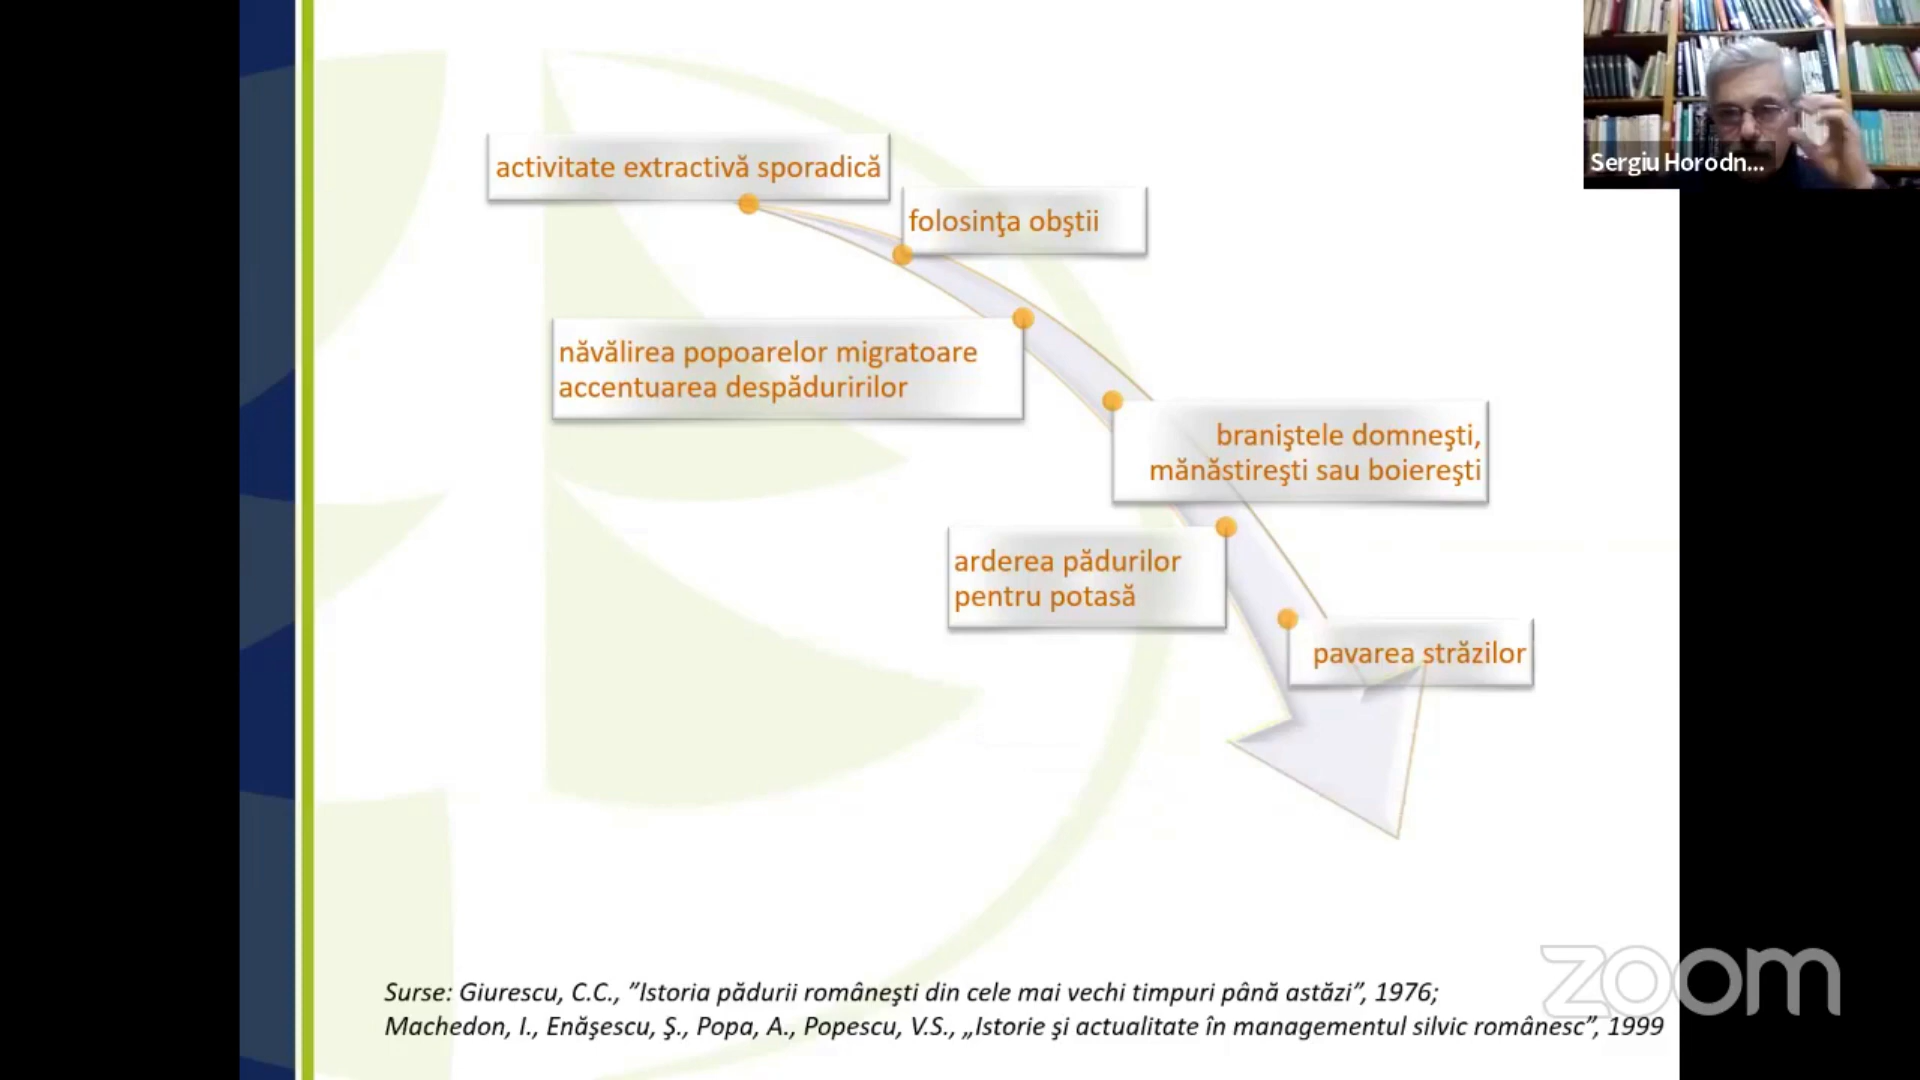 activitate extractivă sporadică
folosinţa obştii
năvălirea popoarelor migratoare
accentuarea despăduririlor
braniştele domneşti,
mănăstireşti sau boiereşti
arderea pădurilor
pentru potasă
pavarea străzilor
Surse: Giurescu, C.C., ”Istoria pădurii româneşti din cele mai vechi timpuri până astăzi”, 1976;
Machedon, I., Enăşescu, Ş., Popa, A., Popescu, V.S., „Istorie şi actualitate în managementul silvic românesc”, 1999
Sergiu Horodn...
zoom